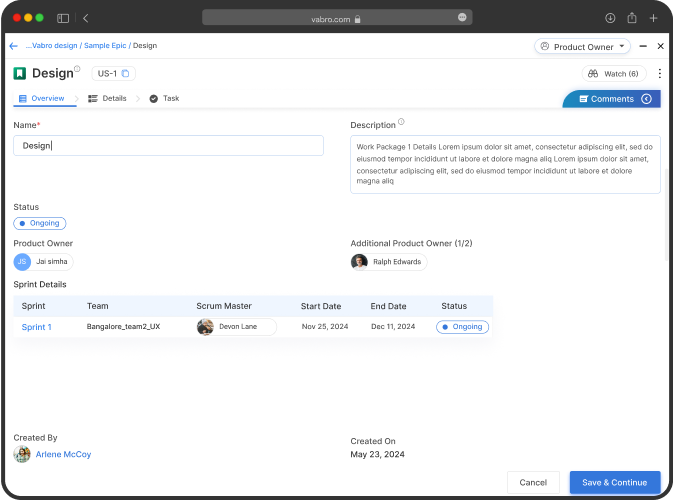 vabro.com
...Vabro design / Sample Epic / Design
Product Owner
Design
US-1
Watch (6)
Overview
Details
Task
Comments
Name*
Description
Design
Work Package 1 Details Lorem ipsum dolor sit amet, consectetur adipiscing elit, sed do
eiusmod tempor incididunt ut labore et dolore magna aliq Lorem ipsum dolor sit amet,
consectetur adipiscing elit, sed do eiusmod tempor incididunt ut labore et dolore
magna aliq
Status
Ongoing
Product Owner
Additional Product Owner (1/2)
JS Jai simha
Ralph Edwards
Sprint Details
Sprint Team Scrum Master Start Date End Date Status
Sprint 1 Bangalore_team2_UX Devon Lane Nov 25, 2024 Dec 11, 2024 Ongoing
Created By
Created On
Arlene McCoy
May 23, 2024
Cancel
Save & Continue